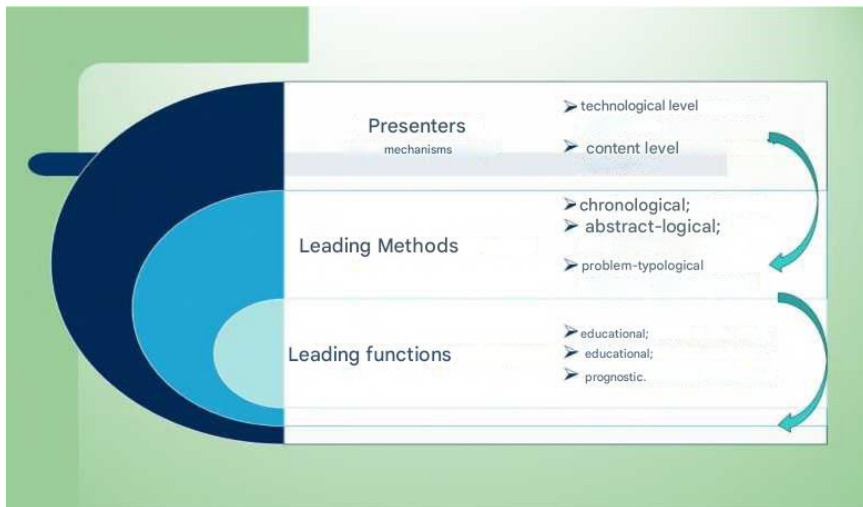 Presenters
mechanisms
technological level
content level
Leading Methods
chronological;
abstract-logical;
problem-typological
Leading functions
educational;
educational;
prognostic.